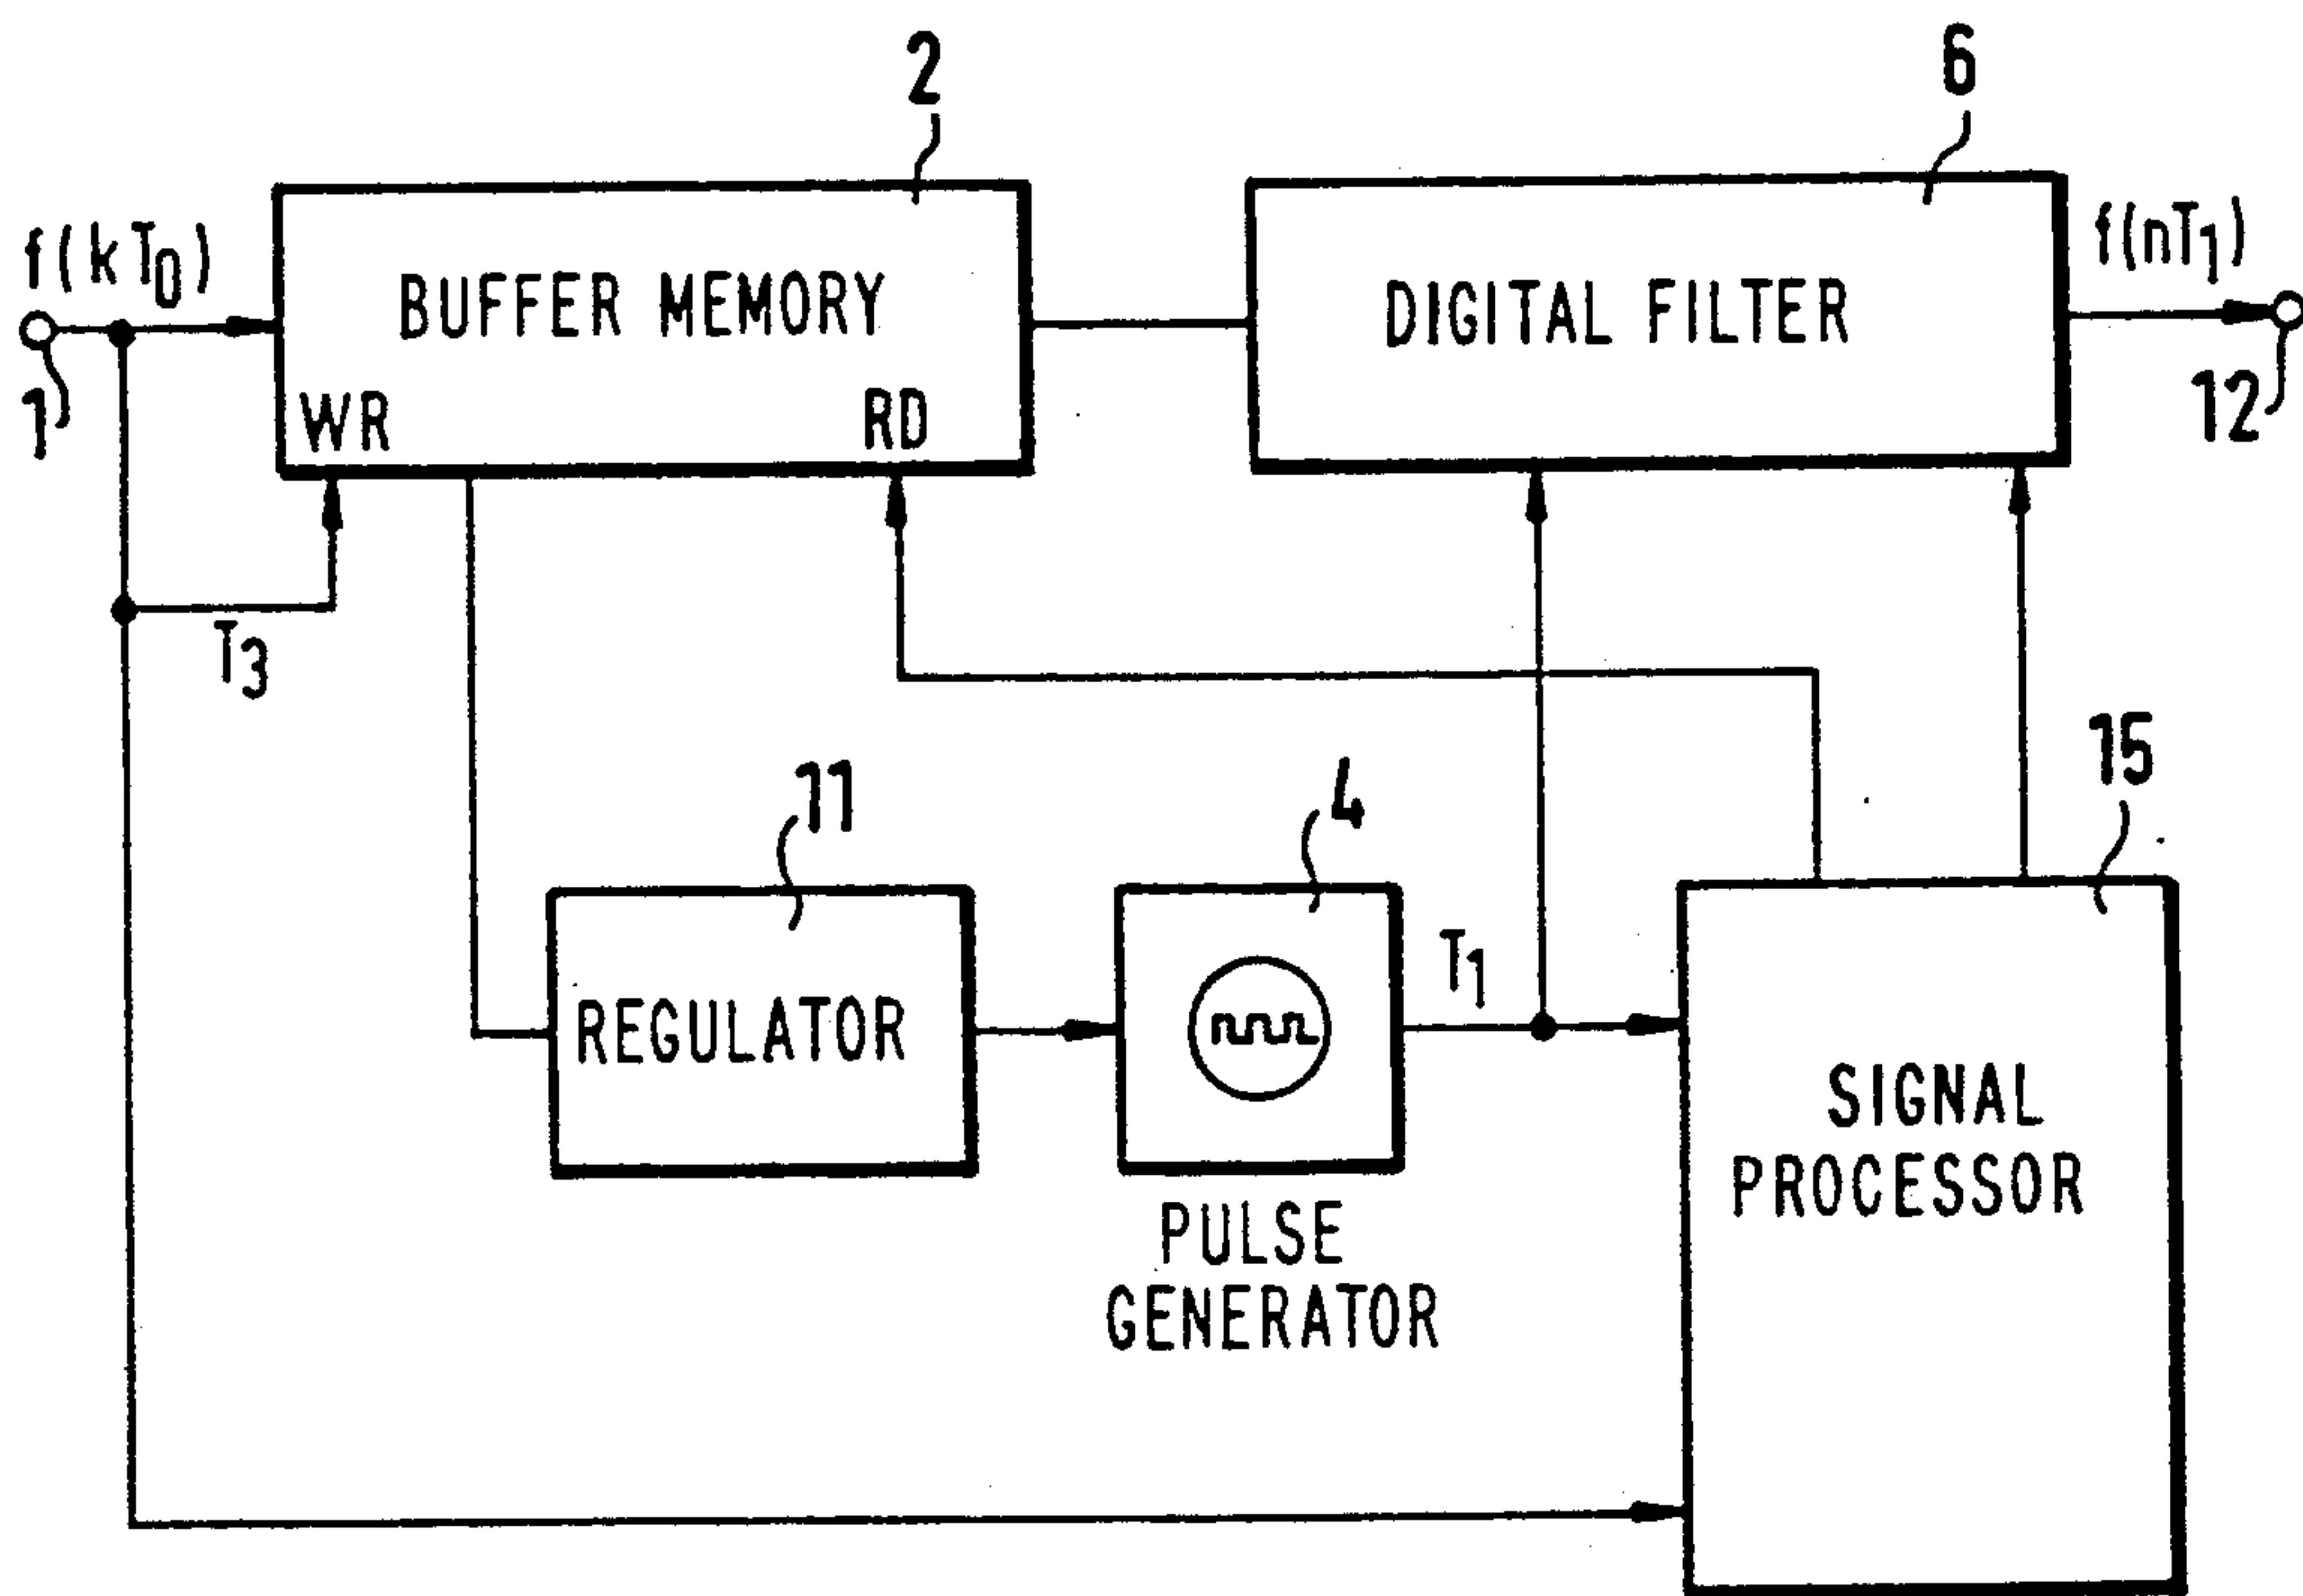 2
6
f(kT0)
f(nT1)
BUFFER MEMORY
DIGITAL FILTER
1
WR
RD
12
T3
15
11
4
T1
REGULATOR
SIGNAL
PROCESSOR
PULSE
GENERATOR